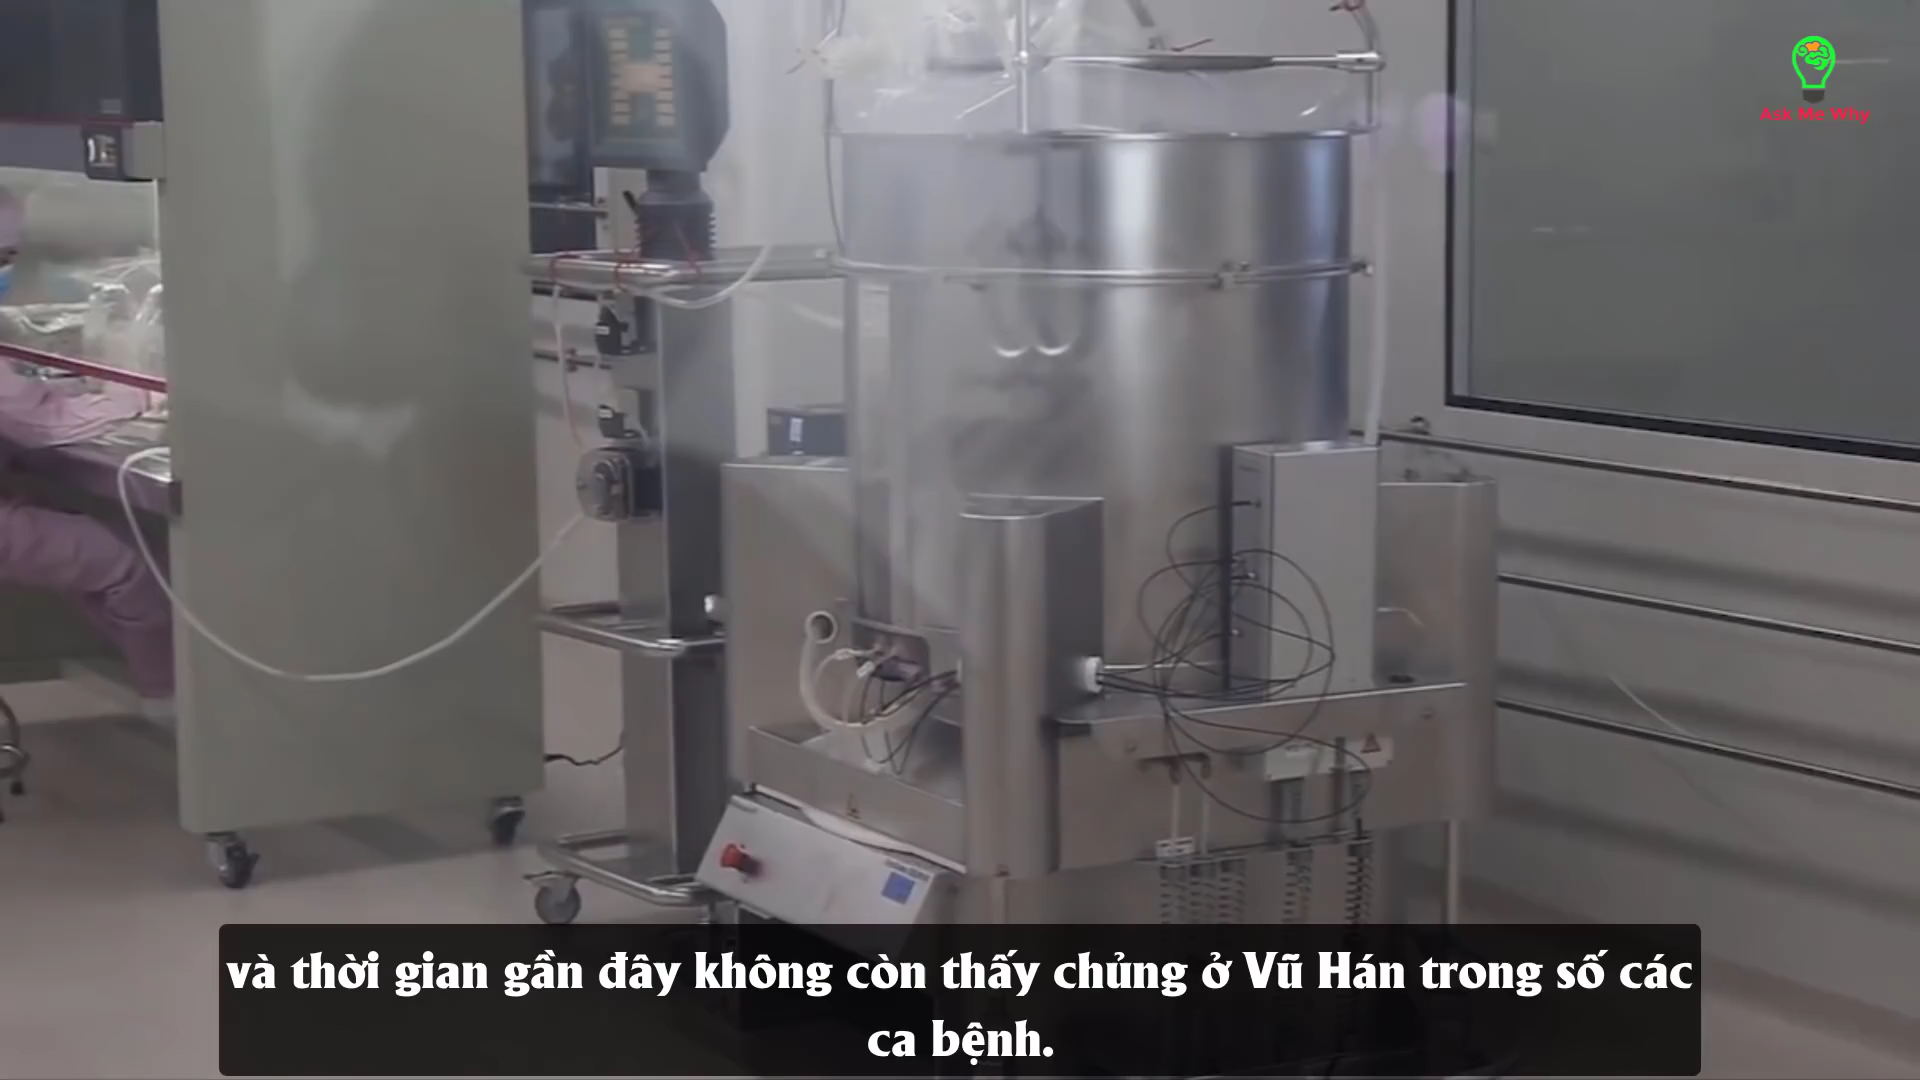 Ask Me Why
và thời gian gần đây không còn thấy chủng ở Vũ Hán trong số các
ca bệnh.